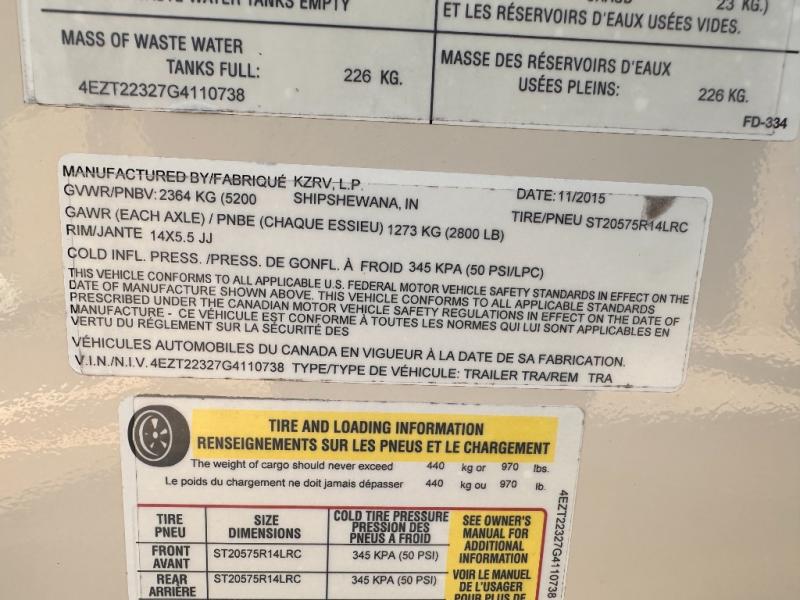 WATER TANKS EMPTY
23 KG.)
ET LES RÉSERVOIRS D'EAUX USÉES VIDES.
MASS OF WASTE WATER
TANKS FULL:
226 KG.
4EZT22327G4110738
MASSE DES RÉSERVOIRS D'EAUX
USÉES PLEINS:
226 KG.
FD-334
MANUFACTURED BY/FABRIQUÉ KZRV, L.P.
GVWR/PNBV: 2364 KG (5200
SHIPSHEWANA, IN
DATE: 11/2015
GAWR (EACH AXLE) / PNBE (CHAQUE ESSIEU) 1273 KG (2800 LB)
TIRE/PNEU ST20575R14LRC
RIM/JANTE 14X5.5 JJ
COLD INFL. PRESS. /PRESS. DE GONFL. À FROID 345 KPA (50 PSI/LPC)
THIS VEHICLE CONFORMS TO ALL APPLICABLE U.S. FEDERAL MOTOR VEHICLE SAFETY STANDARDS IN EFFECT ON THE
DATE OF MANUFACTURE SHOWN ABOVE. THIS VEHICLE CONFORMS TO ALL APPLICABLE STANDARDS
PRESCRIBED UNDER THE CANADIAN MOTOR VEHICLE SAFETY REGULATIONS IN EFFECT ON THE DATE OF
MANUFACTURE - CE VÉHICULE EST CONFORME À TOUTES LES NORMES QUI LUI SONT APPLICABLES EN
VERTU DU RÉGLEMENT SUR LA SÉCURITÉ DES
VÉHICULES AUTOMOBILES DU CANADA EN VIGUEUR À LA DATE DE SA FABRICATION.
V.I.N./N.I.V. 4EZT22327G4110738 TYPE/TYPE DE VÉHICULE: TRAILER TRA/REM TRA
TIRE AND LOADING INFORMATION
RENSEIGNEMENTS SUR LES PNEUS ET LE CHARGEMENT
The weight of cargo should never exceed 440 kg or 970 lbs.
Le poids du chargement ne doit jamais dépasser 440 kg ou 970 lb.
4EZT22327G4110738
TIRE
PNEU
SIZE
DIMENSIONS
COLD TIRE PRESSURE
PRESSION DES
PNEUS A FROID
SEE OWNER'S
MANUAL FOR
ADDITIONAL
INFORMATION
FRONT
AVANT
ST20575R14LRC
345 KPA (50 PSI)
REAR
ARRIÈRE
ST20575R14LRC
345 KPA (50 PSI)
VOIR LE MANUEL
DE L'USAGER
POUR PLUS DE